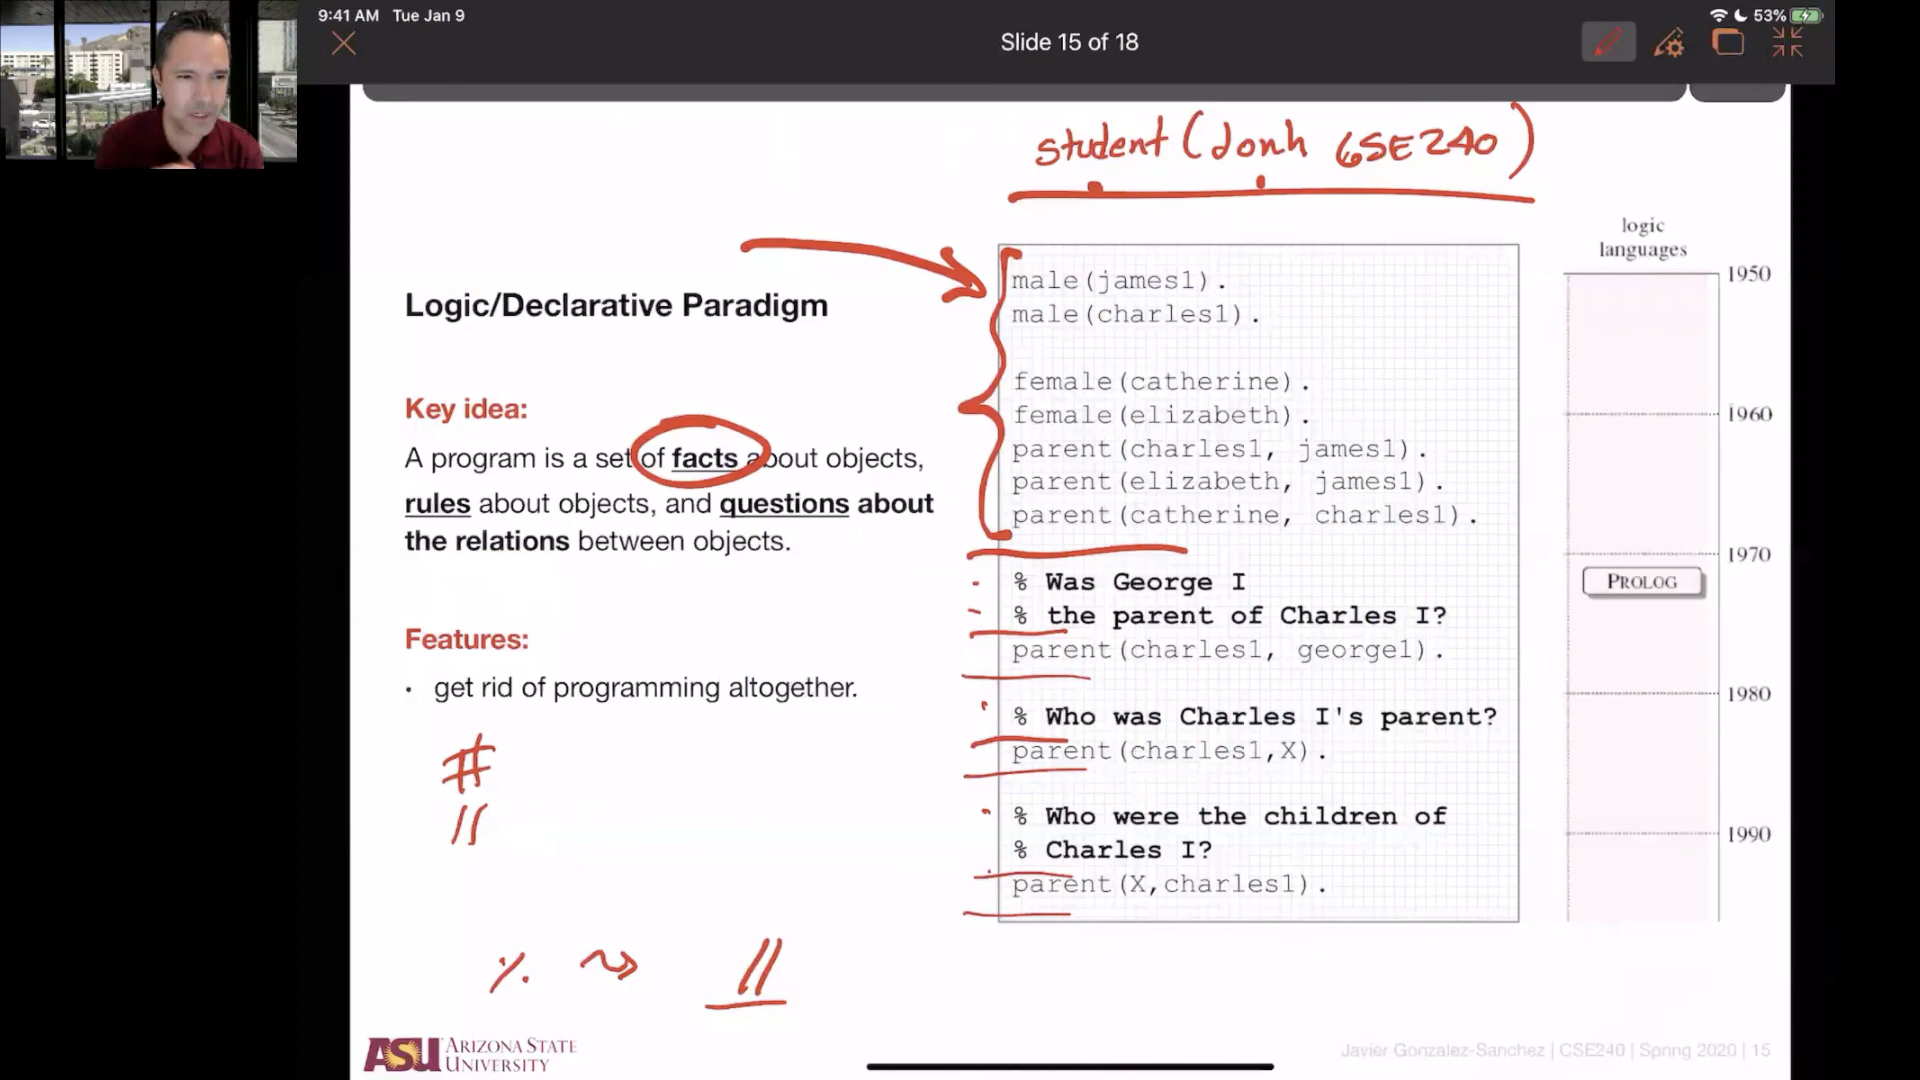 9:41 AM Tue Jan 9
53%
Slide 15 of 18
student (donh CSE240)
logic
languages
1950
1960
1970
PROLOG
1980
1990
Logic/Declarative Paradigm
Key idea:
A program is a set of facts about objects,
rules about objects, and questions about
the relations between objects.
Features:
• get rid of programming altogether.
#
//
% ⤳ //
male(james1).
male(charles1).
female(catherine).
female(elizabeth).
parent(charles1, james1).
parent(elizabeth, james1).
parent(catherine, charles1).
% Was George I
% the parent of Charles I?
parent(charles1, george1).
% Who was Charles I's parent?
parent(charles1,X).
% Who were the children of
% Charles I?
parent(X,charles1).
ASU ARIZONA STATE
UNIVERSITY
Javier Gonzalez-Sanchez | CSE240 | Spring 2020 | 15